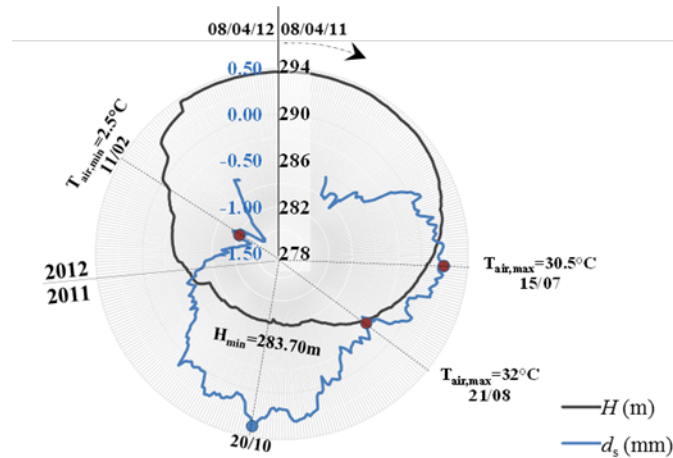 08/04/12 08/04/11
0.50 294
0.00 290
-0.50 286
-1.00 282
-1.50 278
T_air,min=2.5°C
11/02
2012
2011
T_air,max=30.5°C
15/07
H_min=283.70m
T_air,max=32°C
21/08
20/10
H (m)
d_s (mm)